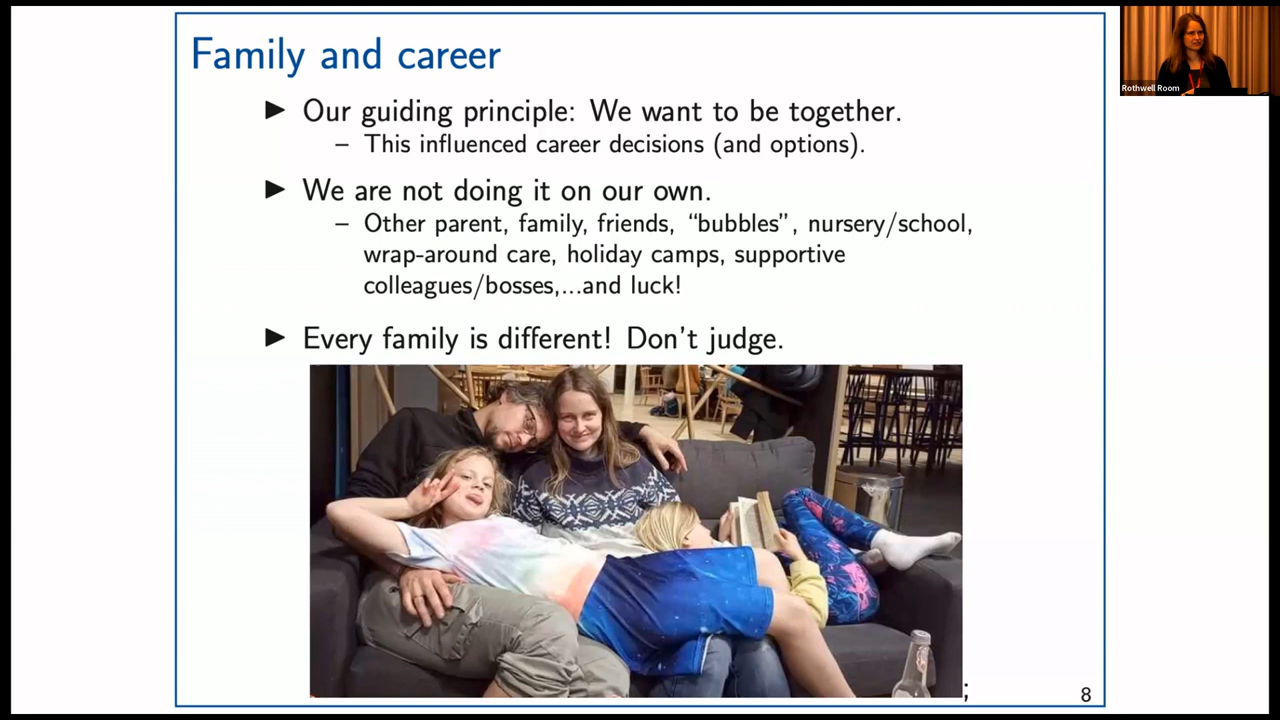 Family and career
► Our guiding principle: We want to be together.
– This influenced career decisions (and options).
► We are not doing it on our own.
– Other parent, family, friends, “bubbles”, nursery/school,
wrap-around care, holiday camps, supportive
colleagues/bosses,...and luck!
► Every family is different! Don't judge.
;
8
Rothwell Room